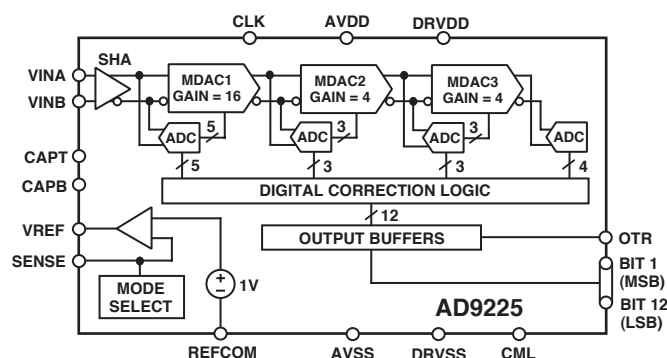 CLK AVDD DRVDD
SHA
VINA
VINB
MDAC1
GAIN = 16
MDAC2
GAIN = 4
MDAC3
GAIN = 4
ADC 5
ADC 3
ADC 3
ADC
5 3 3 4
CAPT
CAPB
DIGITAL CORRECTION LOGIC
12
VREF
OUTPUT BUFFERS
OTR
SENSE
MODE
SELECT
+
–
1V
BIT 1
(MSB)
BIT 12
(LSB)
AD9225
REFCOM AVSS DRVSS CML